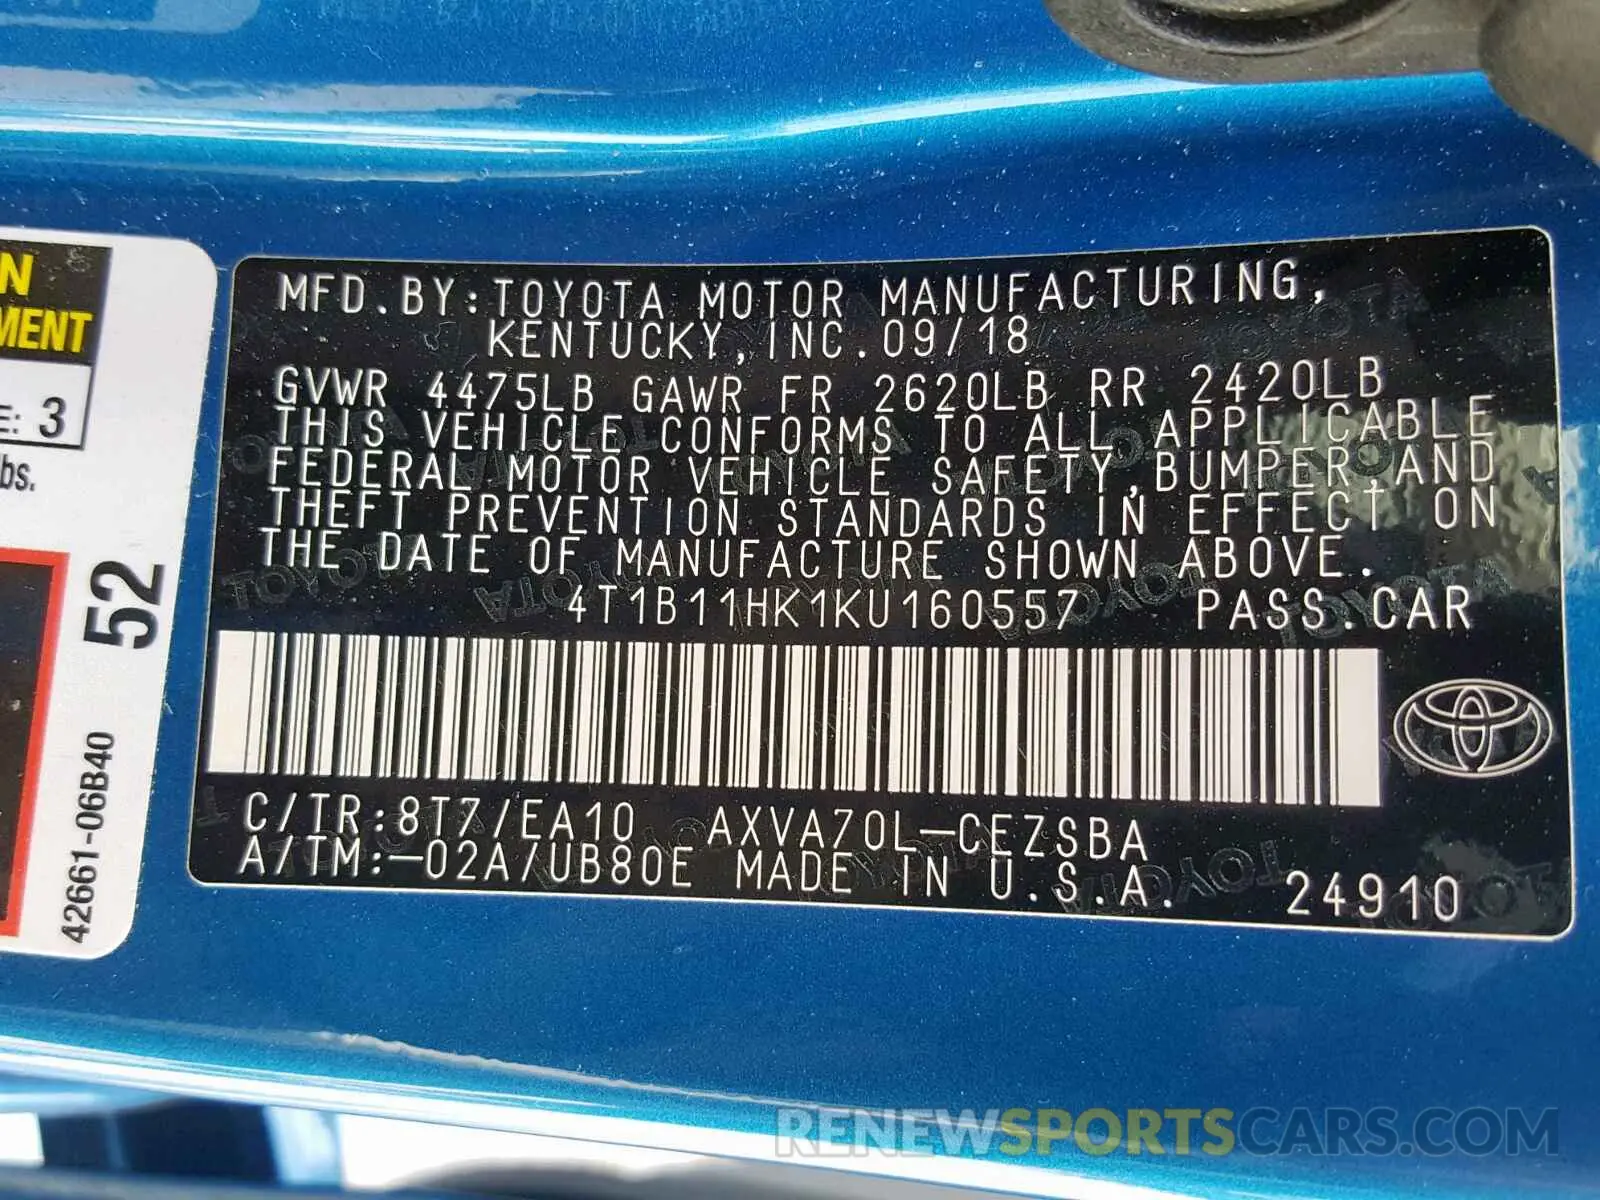 MFD.BY:TOYOTA MOTOR MANUFACTURING,
KENTUCKY,INC.09/18
GVWR 4475LB GAWR FR 2620LB RR 2420LB
THIS VEHICLE CONFORMS TO ALL APPLICABLE
FEDERAL MOTOR VEHICLE SAFETY,BUMPER,AND
THEFT PREVENTION STANDARDS IN EFFECT ON
THE DATE OF MANUFACTURE SHOWN ABOVE.
4T1B11HK1KU160557 PASS.CAR
C/TR:8T7/EA10 AXVA70L-CEZSBA
A/TM:-02A/UB80E MADE IN U.S.A. 24910
N
MENT
E: 3
bs.
52
42661-06B40
RENEWSPORTSCARS.COM